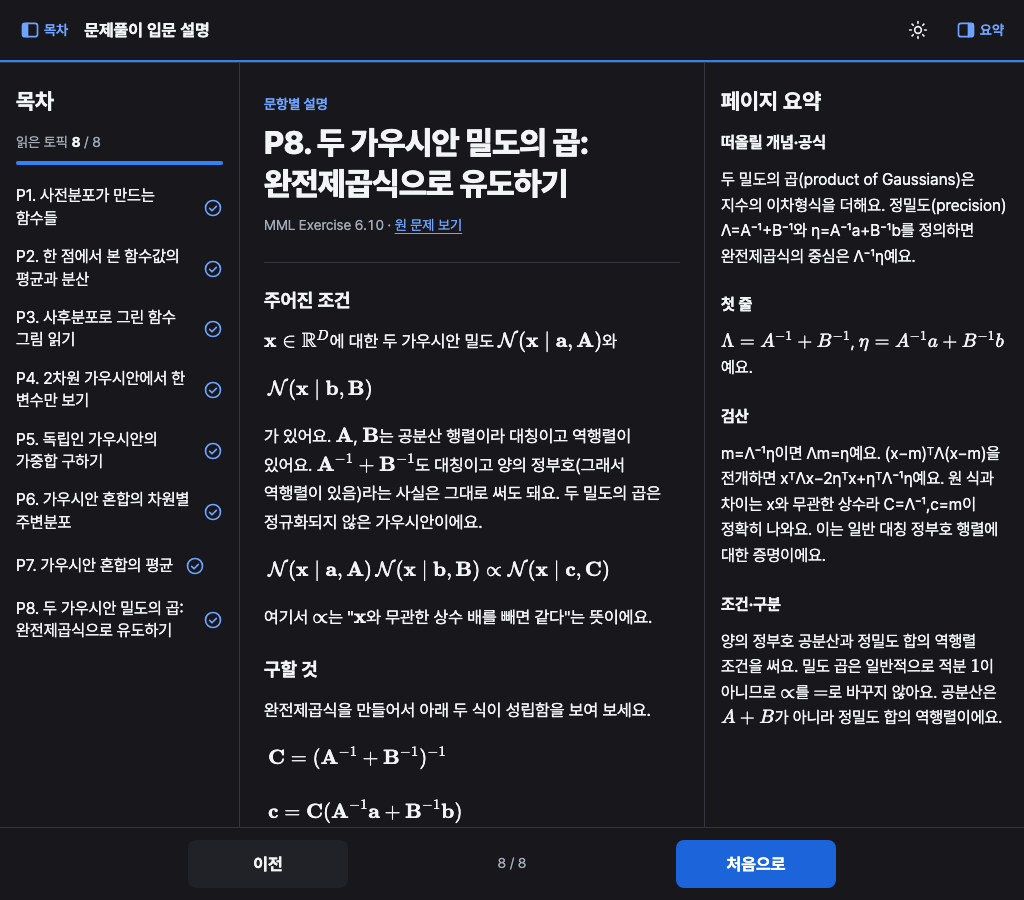 목차
문제풀이 입문 설명
요약
목차
읽은 토픽 8 / 8
P1. 사전분포가 만드는
함수들
P2. 한 점에서 본 함수값의
평균과 분산
P3. 사후분포로 그린 함수
그림 읽기
P4. 2차원 가우시안에서 한
변수만 보기
P5. 독립인 가우시안의
가중합 구하기
P6. 가우시안 혼합의 차원별
주변분포
P7. 가우시안 혼합의 평균
P8. 두 가우시안 밀도의 곱:
완전제곱식으로 유도하기
문항별 설명
P8. 두 가우시안 밀도의 곱:
완전제곱식으로 유도하기
MML Exercise 6.10 · 원 문제 보기
주어진 조건
x ∈ ℝᴰ에 대한 두 가우시안 밀도 𝒩(x | a, A)와
𝒩(x | b, B)
가 있어요. A, B는 공분산 행렬이라 대칭이고 역행렬이
있어요. A⁻¹ + B⁻¹도 대칭이고 양의 정부호(그래서
역행렬이 있음)라는 사실은 그대로 써도 돼요. 두 밀도의 곱은
정규화되지 않은 가우시안이에요.
𝒩(x | a, A) 𝒩(x | b, B) ∝ 𝒩(x | c, C)
여기서 ∝는 "x와 무관한 상수 배를 빼면 같다"는 뜻이에요.
구할 것
완전제곱식을 만들어서 아래 두 식이 성립함을 보여 보세요.
C = (A⁻¹ + B⁻¹)⁻¹
c = C(A⁻¹a + B⁻¹b)
페이지 요약
떠올릴 개념·공식
두 밀도의 곱(product of Gaussians)은
지수의 이차형식을 더해요. 정밀도(precision)
Λ=A⁻¹+B⁻¹와 η=A⁻¹a+B⁻¹b를 정의하면
완전제곱식의 중심은 Λ⁻¹η예요.
첫 줄
Λ = A⁻¹ + B⁻¹, η = A⁻¹a + B⁻¹b
예요.
검산
m=Λ⁻¹η이면 Λm=η예요. (x−m)ᵀΛ(x−m)을
전개하면 xᵀΛx−2ηᵀx+ηᵀΛ⁻¹η예요. 원 식과
차이는 x와 무관한 상수라 C=Λ⁻¹,c=m이
정확히 나와요. 이는 일반 대칭 정부호 행렬에
대한 증명이에요.
조건·구분
양의 정부호 공분산과 정밀도 합의 역행렬
조건을 써요. 밀도 곱은 일반적으로 적분 1이
아니므로 ∝를 =로 바꾸지 않아요. 공분산은
A + B가 아니라 정밀도 합의 역행렬이에요.
이전
8 / 8
처음으로